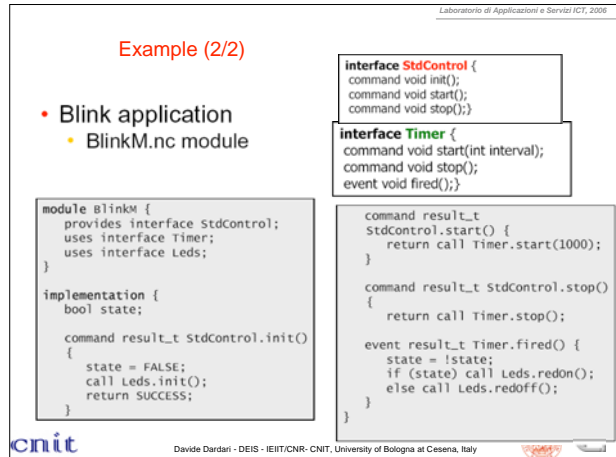 Laboratorio di Applicazioni e Servizi ICT, 2006
Example (2/2)
• Blink application
• BlinkM.nc module
interface StdControl {
command void init();
command void start();
command void stop();}
interface Timer {
command void start(int interval);
command void stop();
event void fired();}
module BlinkM {
provides interface StdControl;
uses interface Timer;
uses interface Leds;
}
implementation {
bool state;
command result_t StdControl.init()
{
state = FALSE;
call Leds.init();
return SUCCESS;
}
command result_t
StdControl.start() {
return call Timer.start(1000);
}
command result_t StdControl.stop()
{
return call Timer.stop();
}
event result_t Timer.fired() {
state = !state;
if (state) call Leds.redOn();
else call Leds.redOff();
}
}
cnit
Davide Dardari - DEIS - IEIIT/CNR- CNIT, University of Bologna at Cesena, Italy